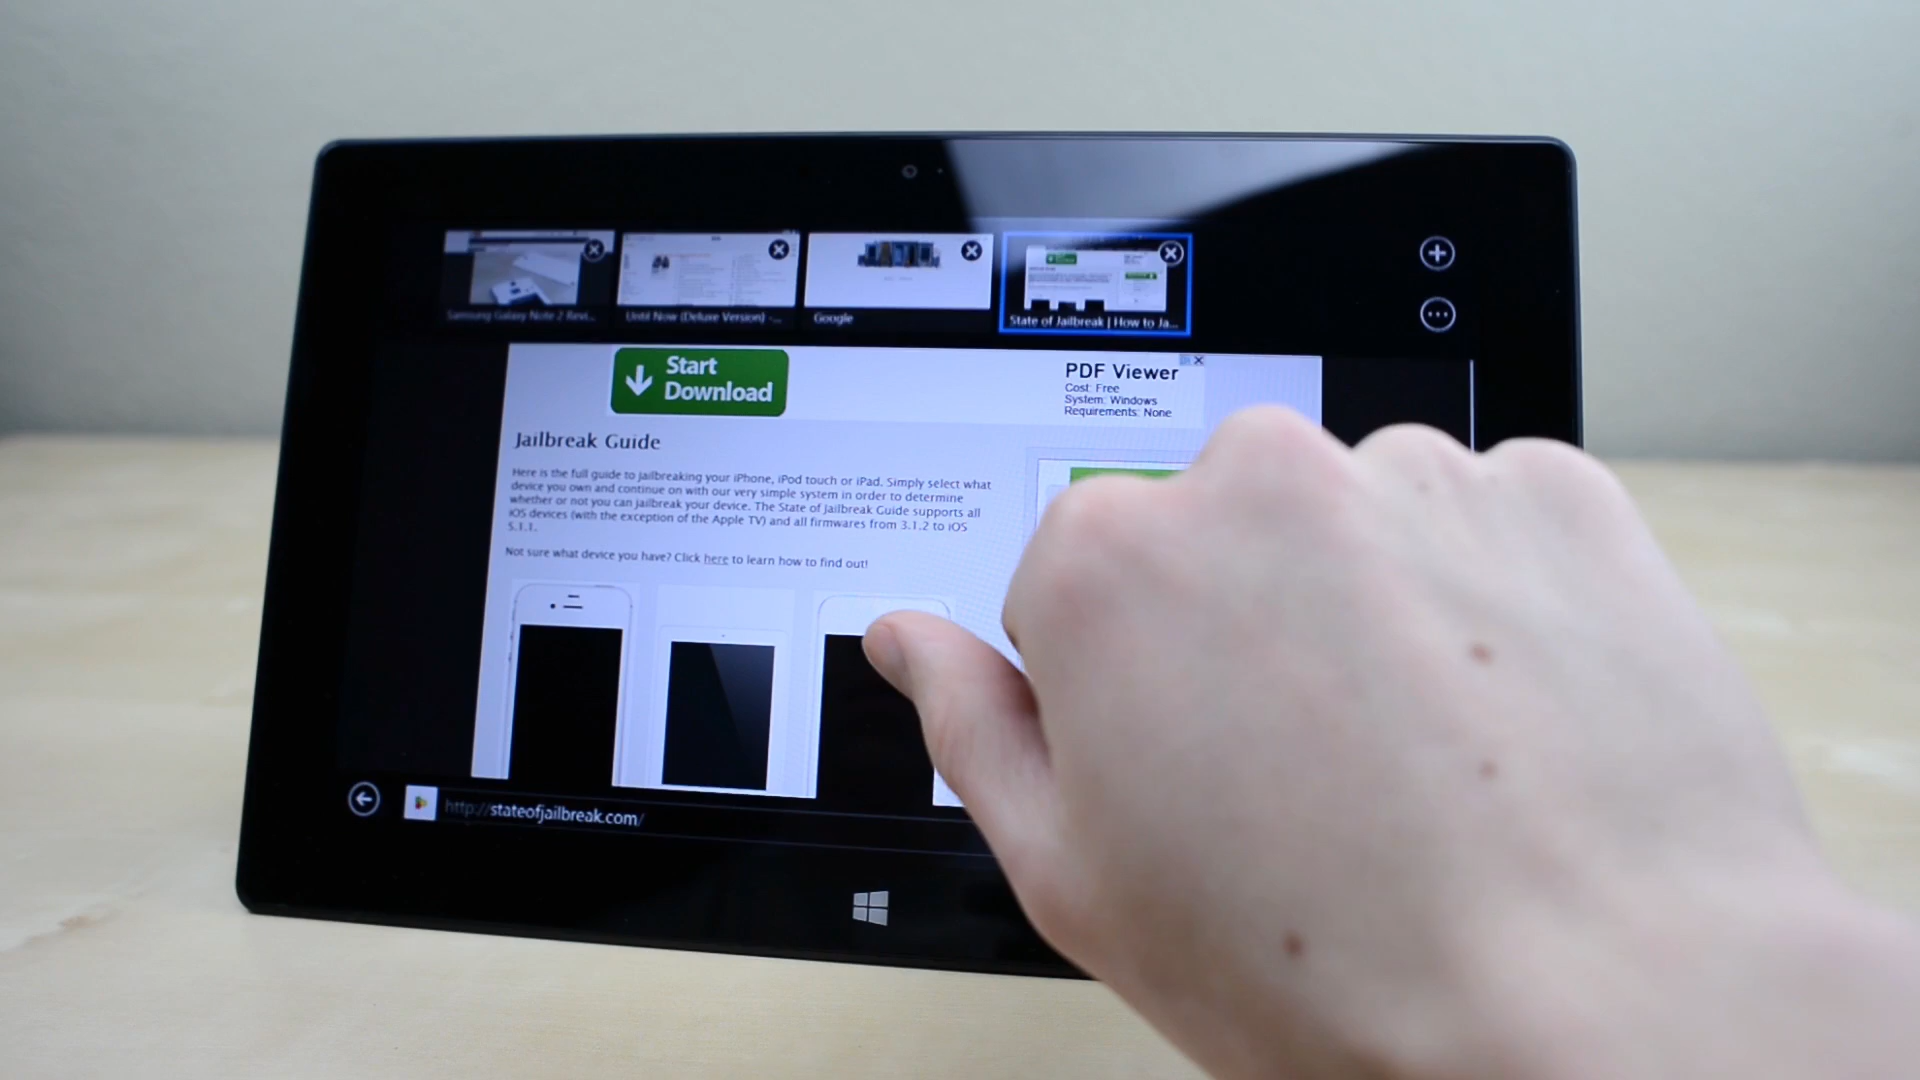 Samsung Galaxy Note 2 Revi...
Until Now (Deluxe Version) -...
Google
State of Jailbreak | How to Ja...
Start
Download
PDF Viewer
Cost: Free
System: Windows
Requirements: None
Jailbreak Guide
Here is the full guide to jailbreaking your iPhone, iPod touch or iPad. Simply select what
device you own and continue on with our very simple system in order to determine
whether or not you can jailbreak your device. The State of Jailbreak Guide supports all
iOS devices (with the exception of the Apple TV) and all firmwares from 3.1.2 to iOS
5.1.1.
Not sure what device you have? Click here to learn how to find out!
http://stateofjailbreak.com/